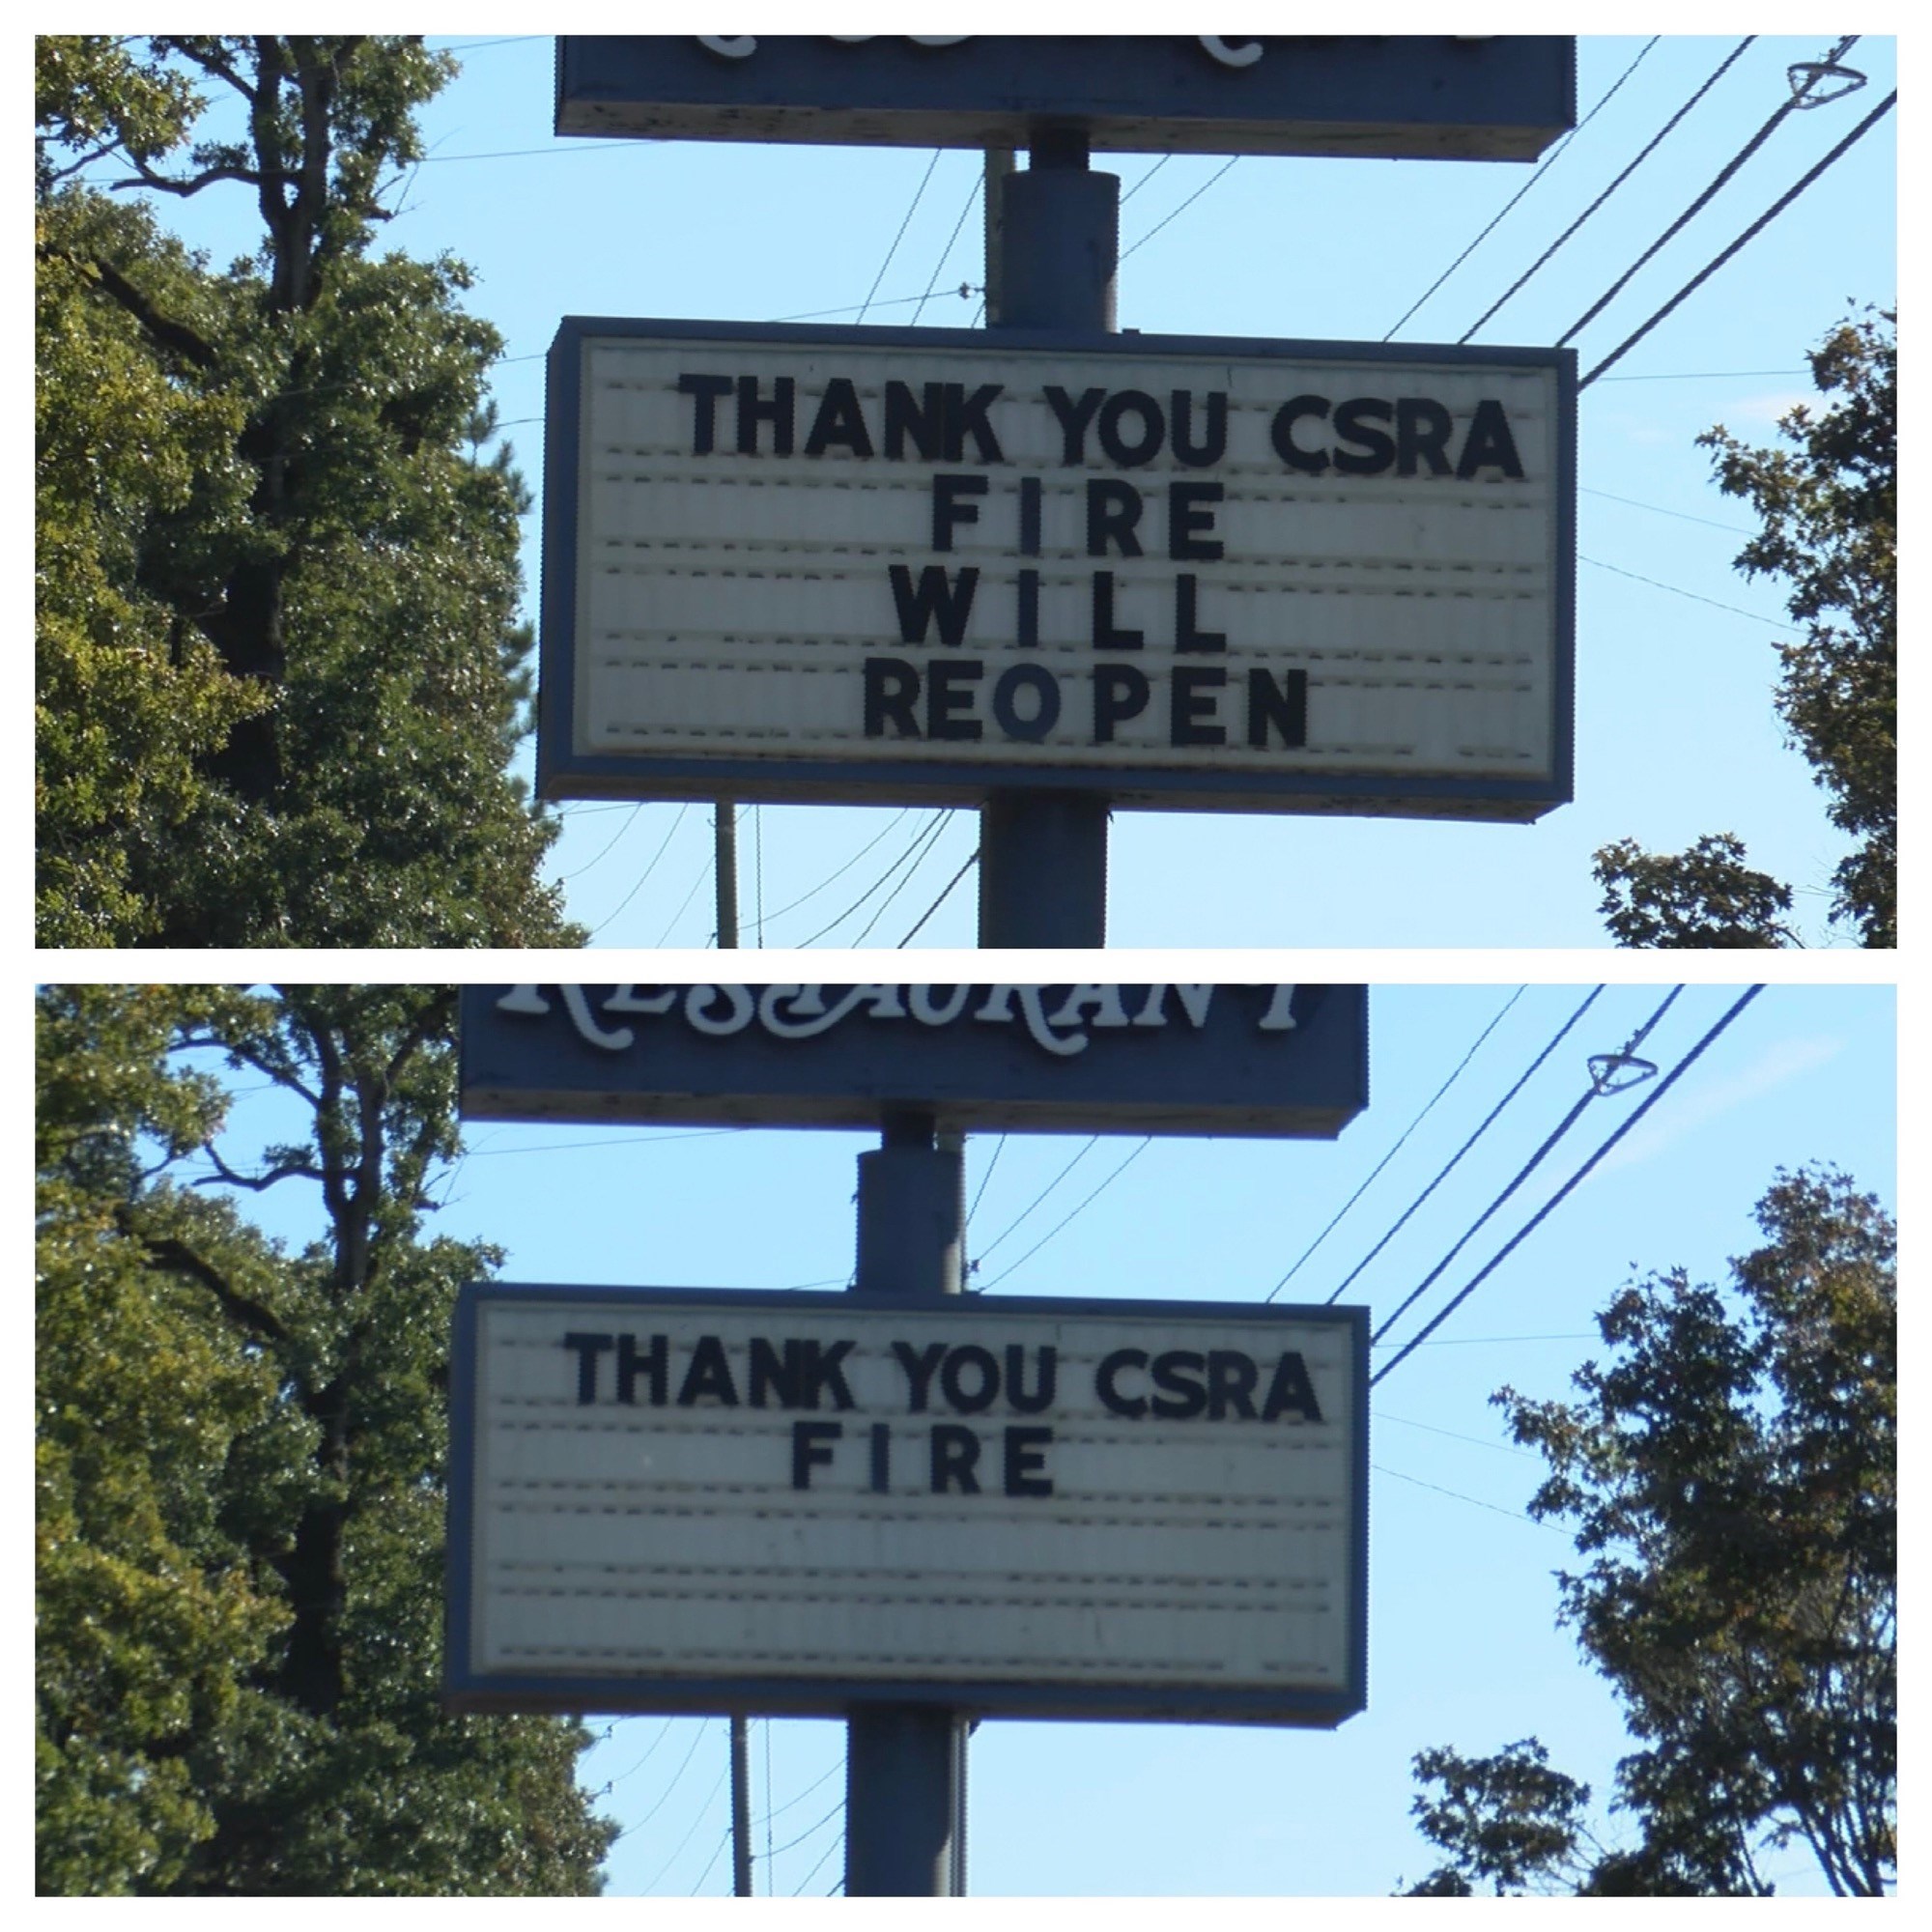 THANK YOU CSRA
FIRE
WILL
REOPEN
RESTAURANT
THANK YOU CSRA
FIRE